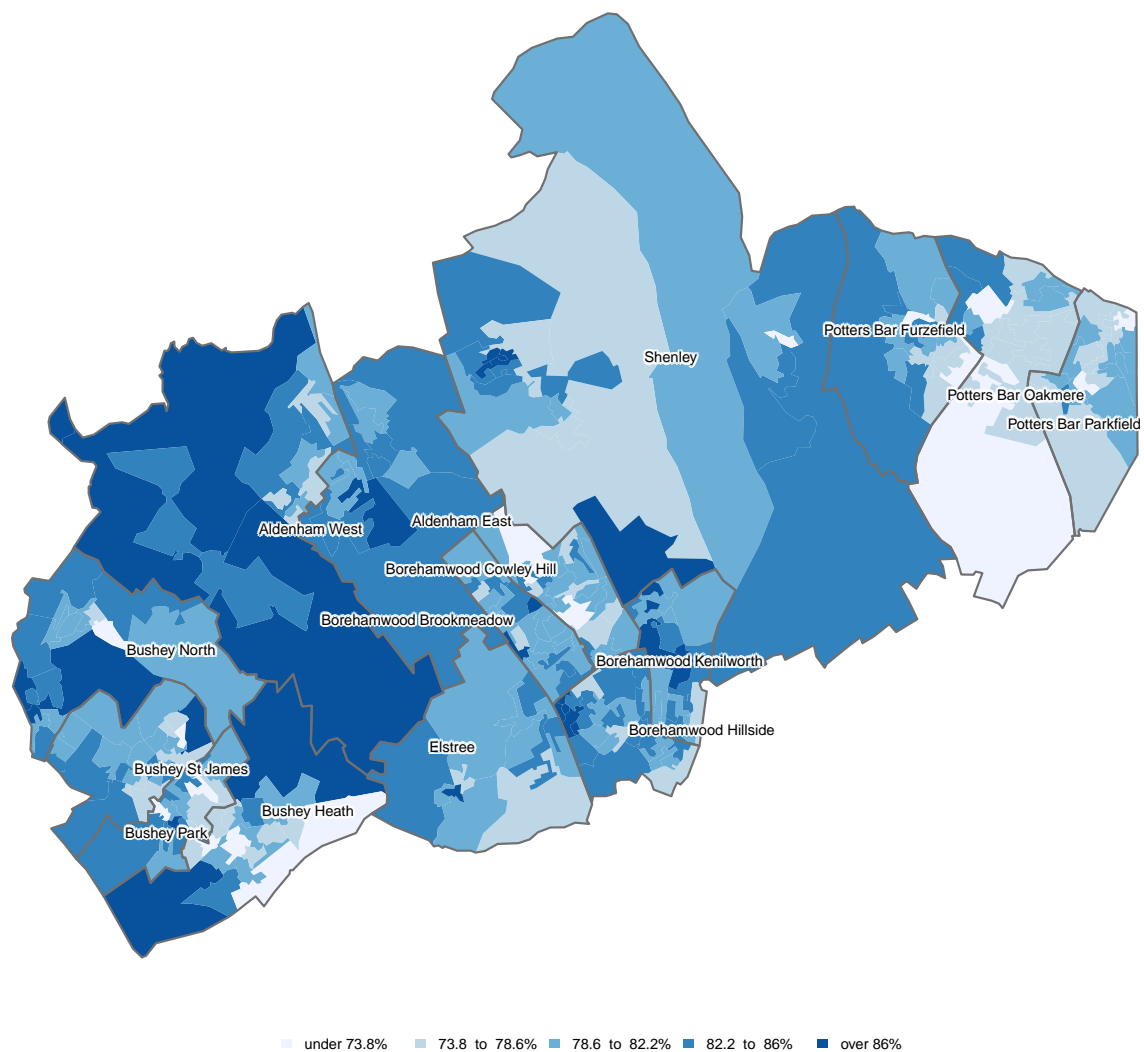 Potters Bar Furzefield
Shenley
Potters Bar Oakmere
Potters Bar Parkfield
Aldenham East
Aldenham West
Borehamwood Cowley Hill
Borehamwood Brookmeadow
Bushey North
Borehamwood Kenilworth
Borehamwood Hillside
Elstree
Bushey St James
Bushey Heath
Bushey Park
under 73.8% 73.8 to 78.6% 78.6 to 82.2% 82.2 to 86% over 86%